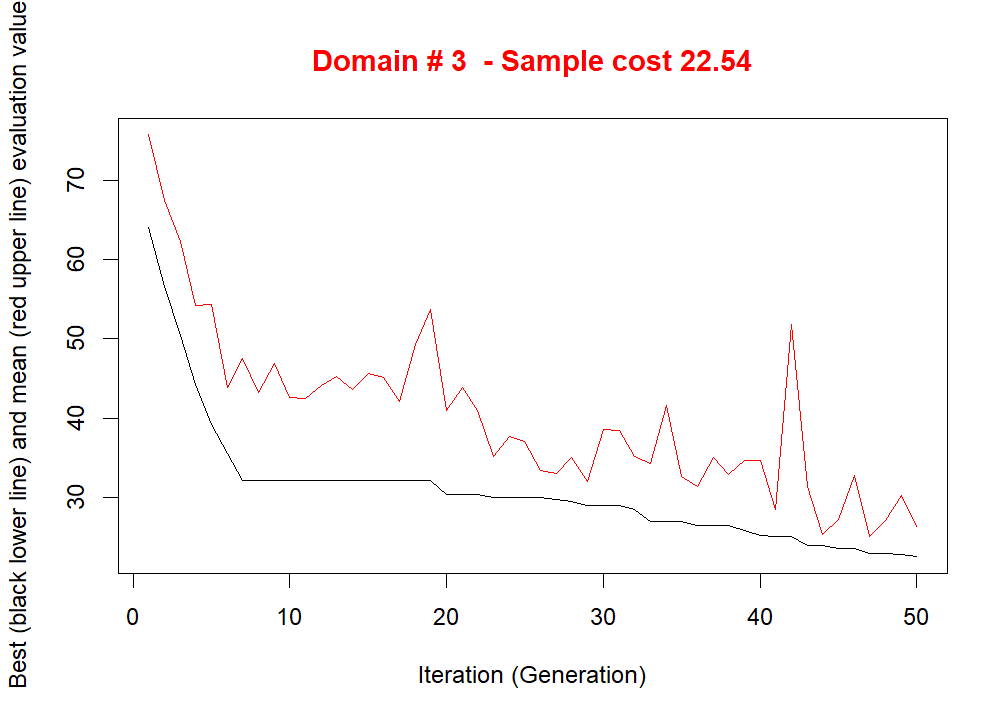 Domain # 3  - Sample cost 22.54
Best (black lower line) and mean (red upper line) evaluation value
70
60
50
40
30
0 10 20 30 40 50
Iteration (Generation)